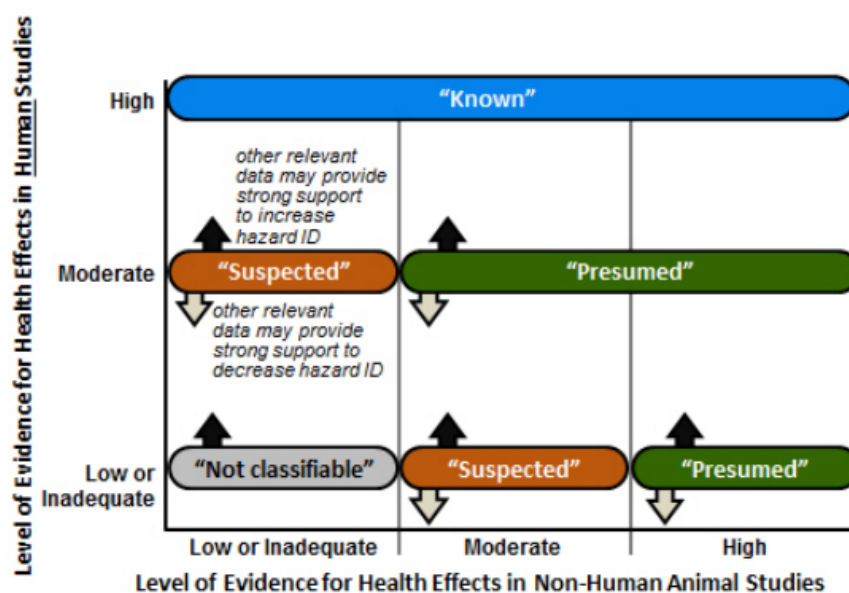 Level of Evidence for Health Effects in Human Studies
High
“Known”
other relevant
data may provide
strong support
to increase
hazard ID
Moderate
“Suspected”
“Presumed”
other relevant
data may provide
strong support to
decrease hazard ID
Low or
Inadequate
“Not classifiable”
“Suspected”
“Presumed”
Low or Inadequate
Moderate
High
Level of Evidence for Health Effects in Non-Human Animal Studies